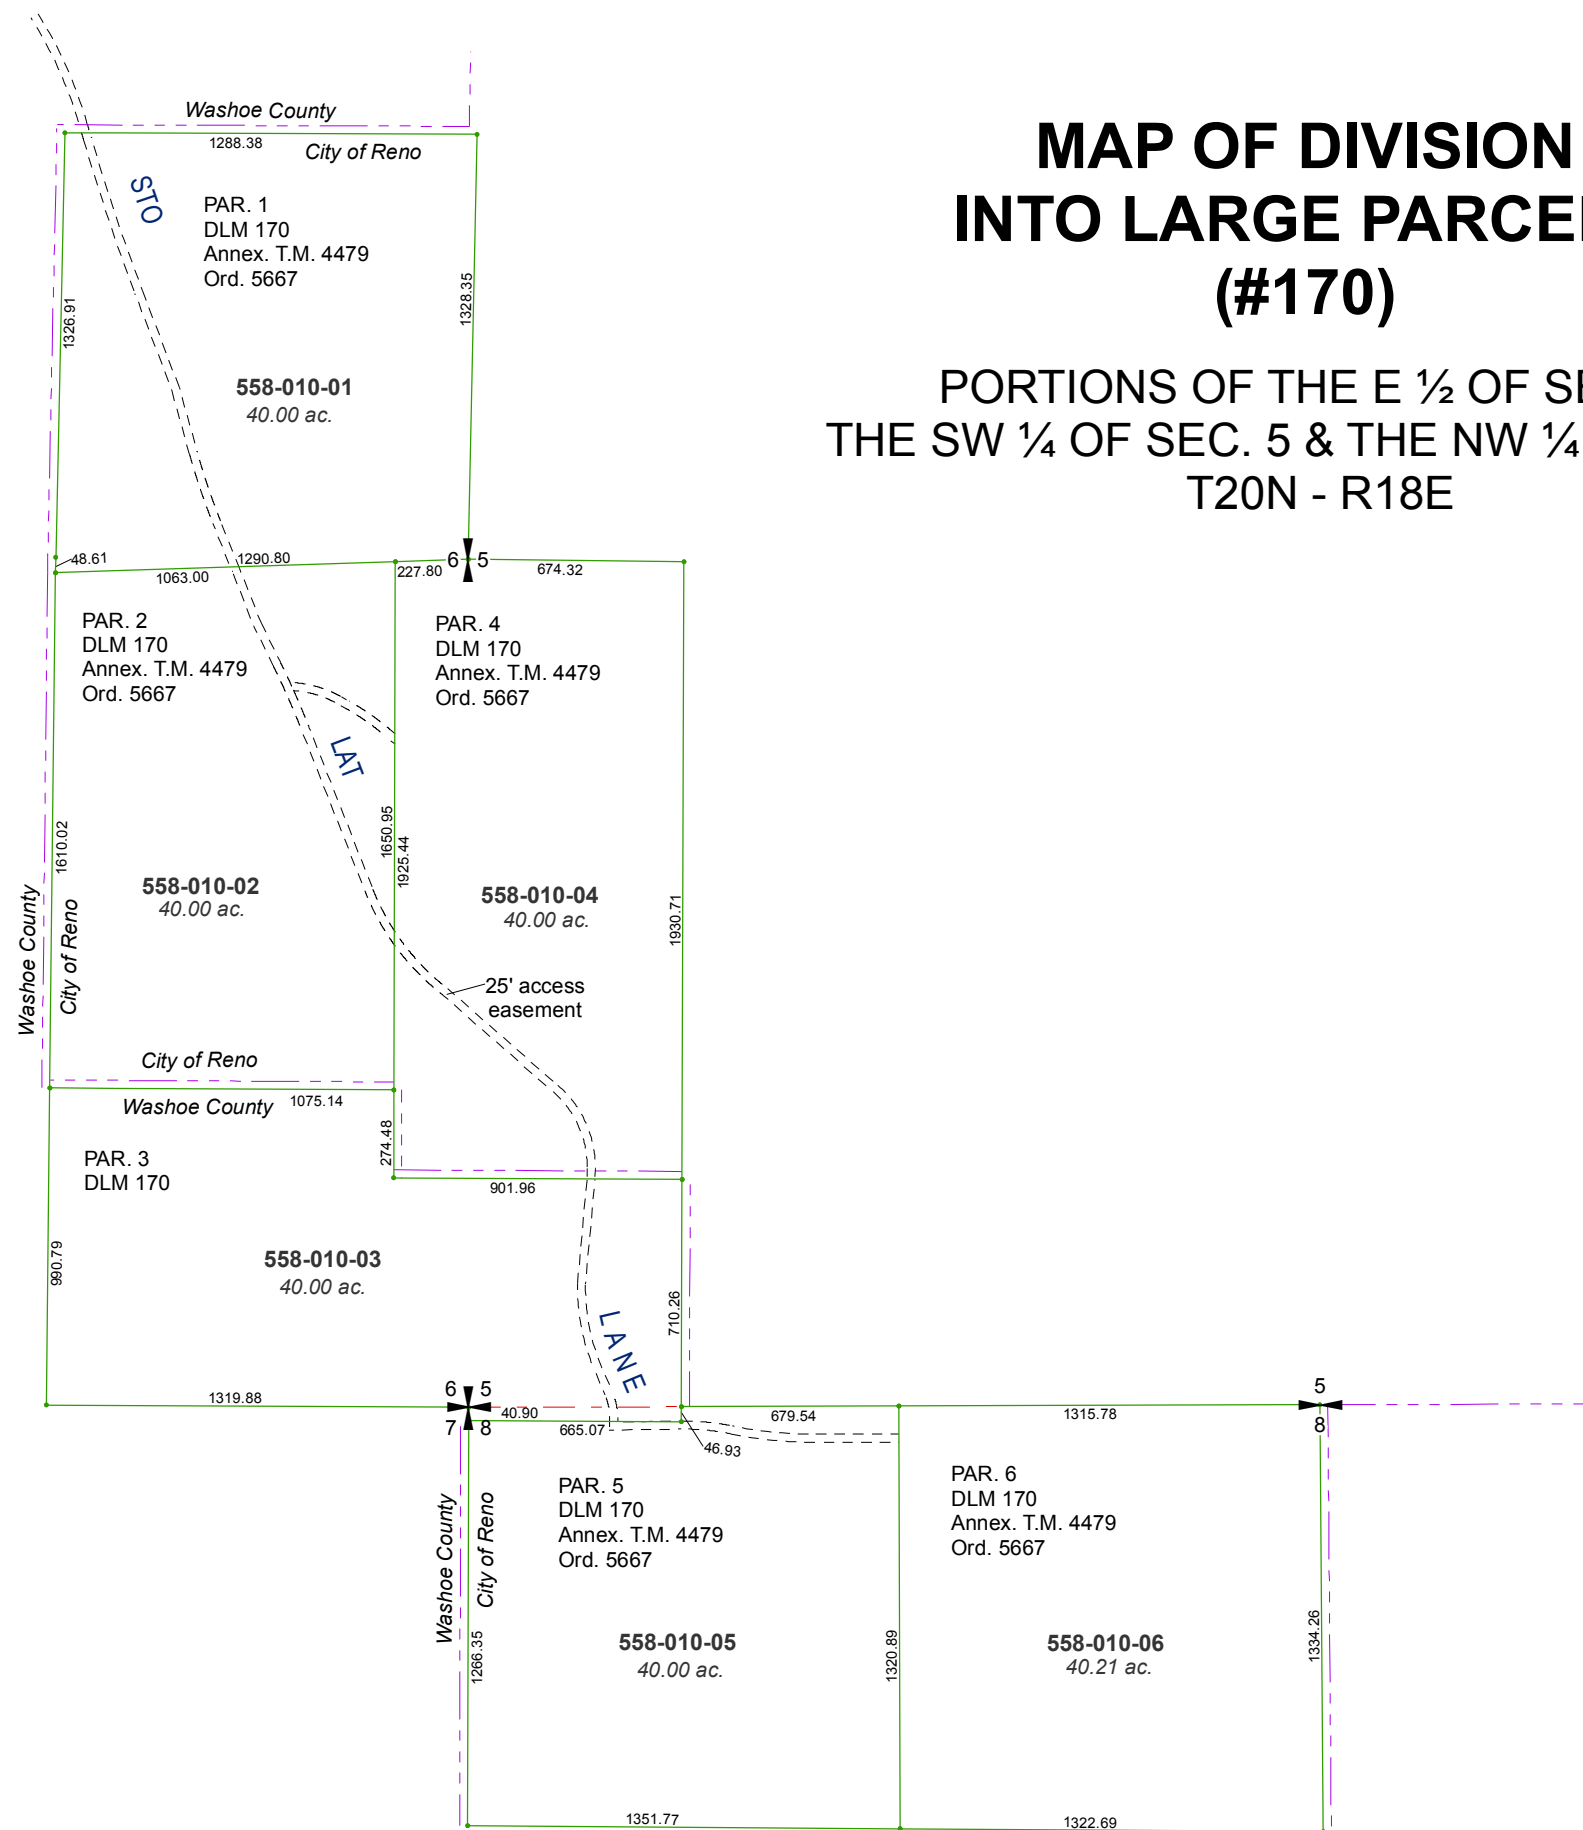 Washoe County
1288.38
City of Reno
MAP OF DIVISION
INTO LARGE PARCEL
(#170)
PORTIONS OF THE E ½ OF SE
THE SW ¼ OF SEC. 5 & THE NW ¼
T20N - R18E
STO
PAR. 1
DLM 170
Annex. T.M. 4479
Ord. 5667
1326.91
1328.35
558-010-01
40.00 ac.
48.61
1290.80
1063.00
227.80
6 5
674.32
PAR. 2
DLM 170
Annex. T.M. 4479
Ord. 5667
PAR. 4
DLM 170
Annex. T.M. 4479
Ord. 5667
LAT
1610.02
1650.95
1925.44
558-010-02
40.00 ac.
558-010-04
40.00 ac.
1930.71
Washoe County
City of Reno
25' access
easement
City of Reno
Washoe County
1075.14
274.48
PAR. 3
DLM 170
901.96
990.79
558-010-03
40.00 ac.
710.26
LANE
1319.88
6 5
7 8
40.90
665.07
46.93
679.54
1315.78
5
8
PAR. 5
DLM 170
Annex. T.M. 4479
Ord. 5667
PAR. 6
DLM 170
Annex. T.M. 4479
Ord. 5667
Washoe County
City of Reno
1266.35
558-010-05
40.00 ac.
1320.89
558-010-06
40.21 ac.
1334.26
1351.77
1322.69